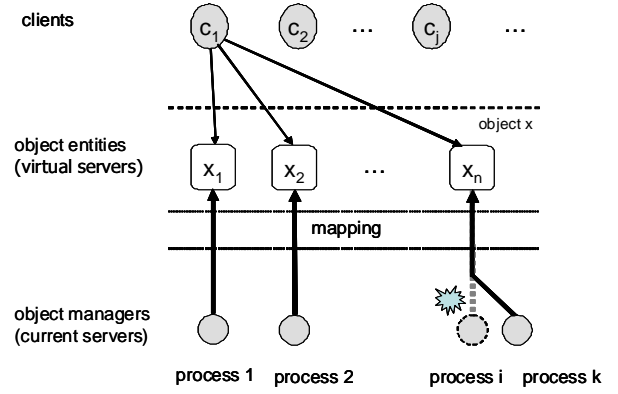 clients
c1 c2 ... cj ...
object x
object entities
(virtual servers)
x1 x2 ... xn
mapping
object managers
(current servers)
process 1 process 2 process i process k